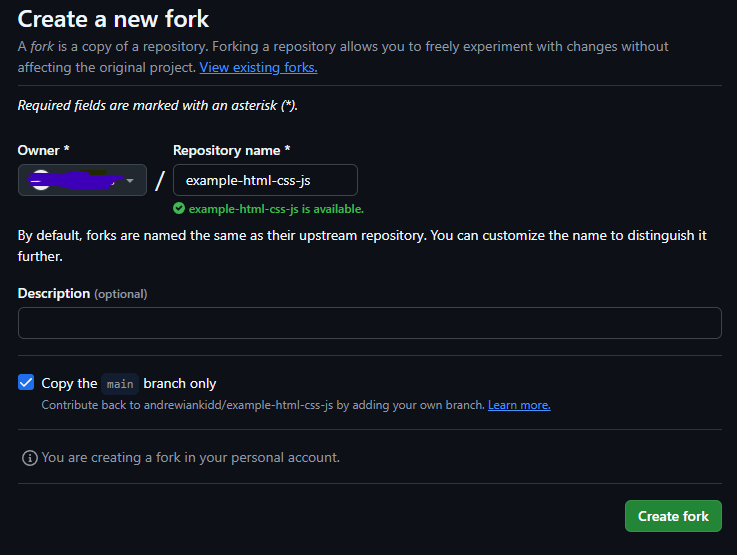 Create a new fork
A fork is a copy of a repository. Forking a repository allows you to freely experiment with changes without
affecting the original project. View existing forks.
Required fields are marked with an asterisk (*).
Owner *
Repository name *
/
example-html-css-js
example-html-css-js is available.
By default, forks are named the same as their upstream repository. You can customize the name to distinguish it
further.
Description (optional)
Copy the main branch only
Contribute back to andrewiankidd/example-html-css-js by adding your own branch. Learn more.
You are creating a fork in your personal account.
Create fork